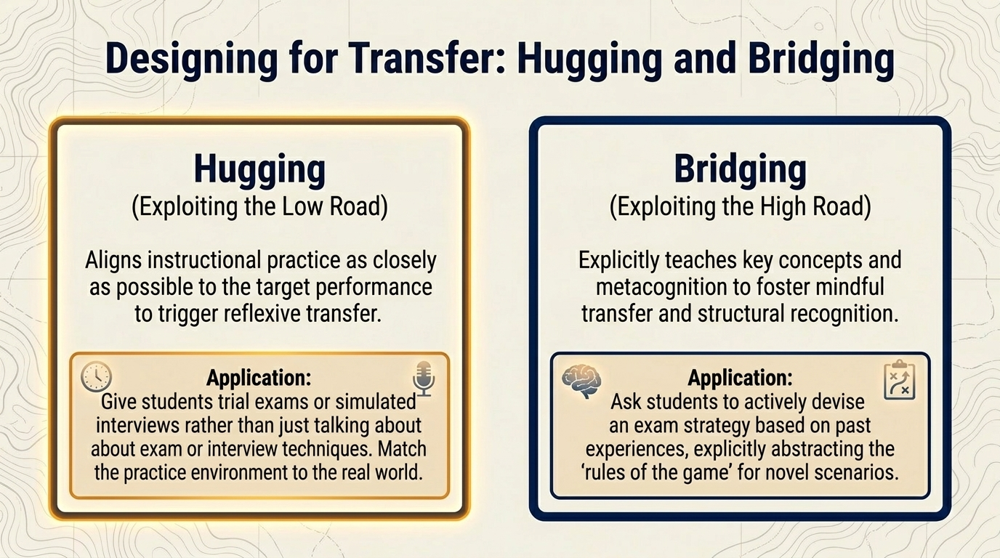 Designing for Transfer: Hugging and Bridging
Hugging
(Exploiting the Low Road)
Aligns instructional practice as closely
as possible to the target performance
to trigger reflexive transfer.
Application:
Give students trial exams or simulated
interviews rather than just talking about
about exam or interview techniques. Match
the practice environment to the real world.
Bridging
(Exploiting the High Road)
Explicitly teaches key concepts and
metacognition to foster mindful
transfer and structural recognition.
Application:
Ask students to actively devise
an exam strategy based on past
experiences, explicitly abstracting the
‘rules of the game’ for novel scenarios.